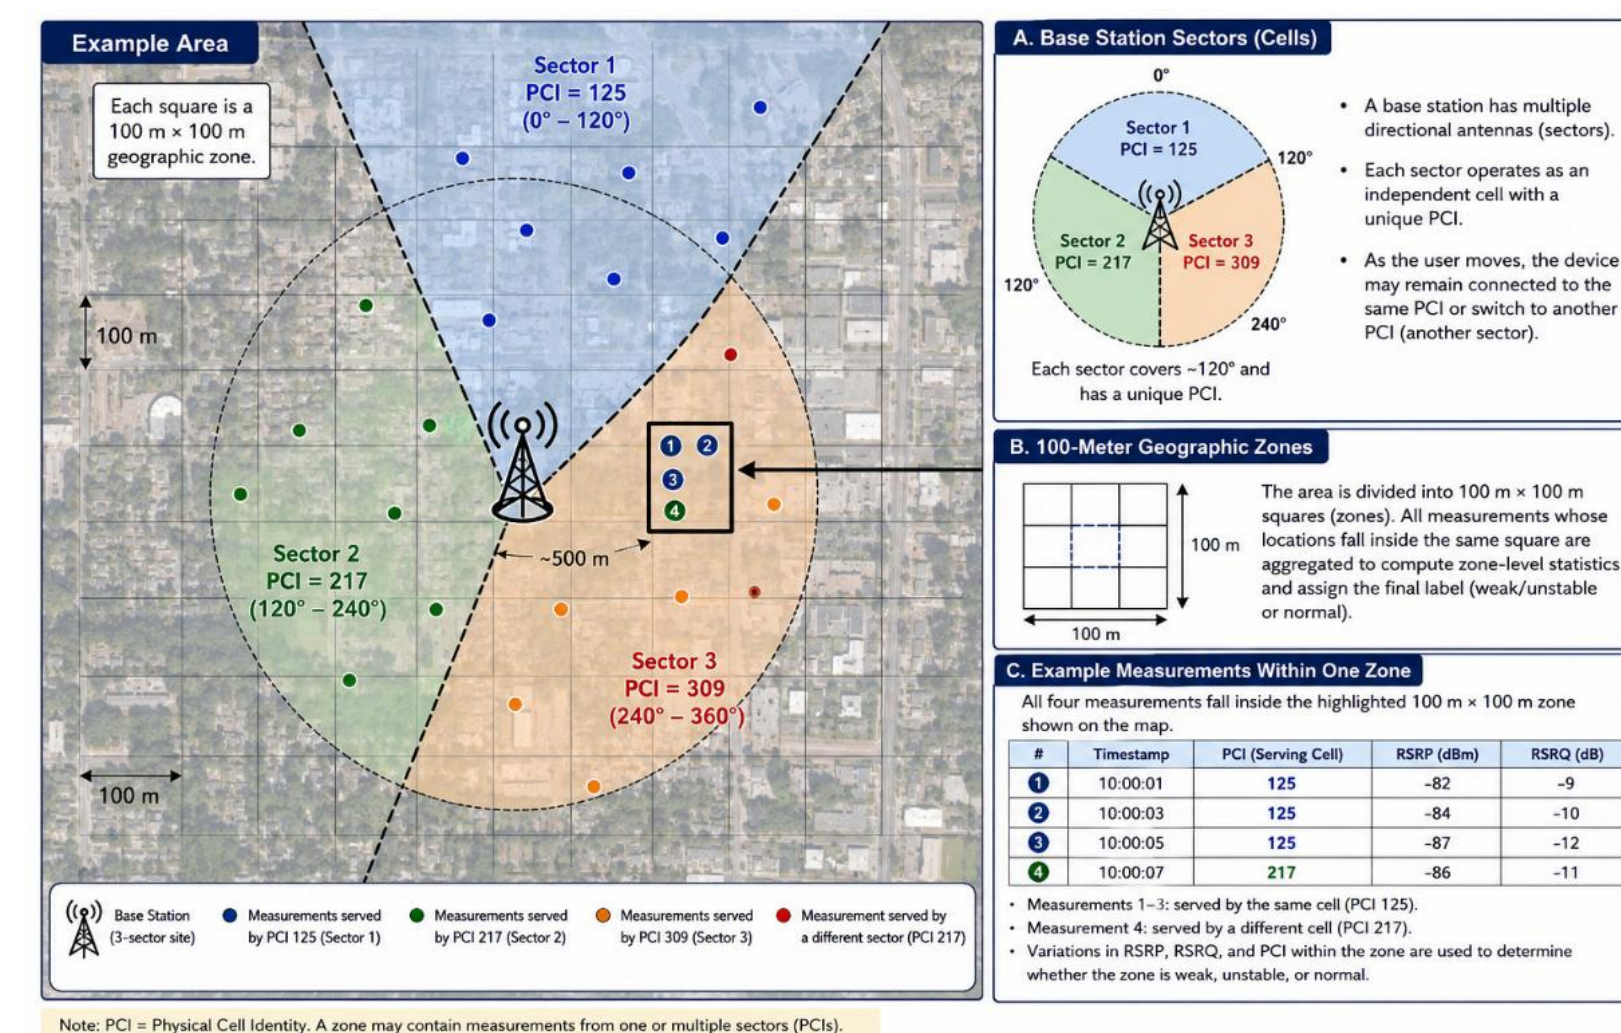 Example Area
Each square is a
100 m × 100 m
geographic zone.
Sector 1
PCI = 125
(0° – 120°)
100 m
1
2
3
4
~500 m
Sector 2
PCI = 217
(120° – 240°)
Sector 3
PCI = 309
(240° – 360°)
100 m
Base Station
(3-sector site)
Measurements served
by PCI 125 (Sector 1)
Measurements served
by PCI 217 (Sector 2)
Measurements served
by PCI 309 (Sector 3)
Measurement served by
a different sector (PCI 217)
Note: PCI = Physical Cell Identity. A zone may contain measurements from one or multiple sectors (PCIs).
A. Base Station Sectors (Cells)
0°
Sector 1
PCI = 125
120°
Sector 2
PCI = 217
Sector 3
PCI = 309
120°
240°
Each sector covers ~120° and
has a unique PCI.
• A base station has multiple
directional antennas (sectors).
• Each sector operates as an
independent cell with a
unique PCI.
• As the user moves, the device
may remain connected to the
same PCI or switch to another
PCI (another sector).
B. 100-Meter Geographic Zones
100 m
100 m
The area is divided into 100 m × 100 m
squares (zones). All measurements whose
locations fall inside the same square are
aggregated to compute zone-level statistics
and assign the final label (weak/unstable
or normal).
C. Example Measurements Within One Zone
All four measurements fall inside the highlighted 100 m × 100 m zone
shown on the map.
# Timestamp PCI (Serving Cell) RSRP (dBm) RSRQ (dB)
1 10:00:01 125 –82 –9
2 10:00:03 125 –84 –10
3 10:00:05 125 –87 –12
4 10:00:07 217 –86 –11
• Measurements 1–3: served by the same cell (PCI 125).
• Measurement 4: served by a different cell (PCI 217).
• Variations in RSRP, RSRQ, and PCI within the zone are used to determine
whether the zone is weak, unstable, or normal.